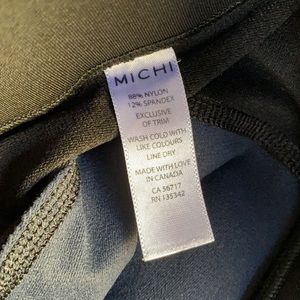 MICHI
88% NYLON
12% SPANDEX
EXCLUSIVE
OF TRIM
WASH COLD WITH
LIKE COLOURS
LINE DRY
MADE WITH LOVE
IN CANADA
CA 56717
RN 135342